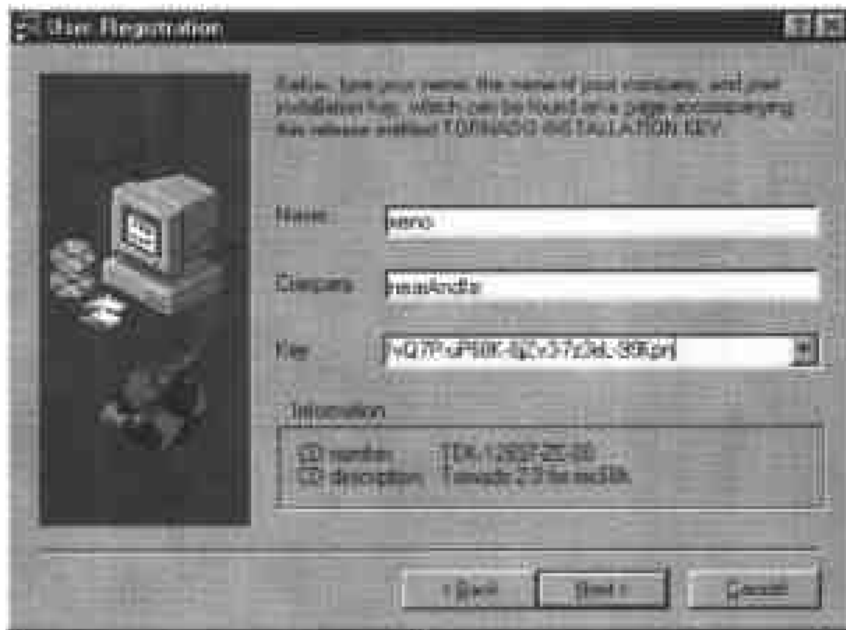 User Registration
Below, type your name, the name of your company, and your
installation key, which can be found on a page accompanying
this release entitled TORNADO INSTALLATION KEY.
Name:
xeno
Company:
Key
Information
CD number:
CD description: Tornado
< Back
Next >
Cancel